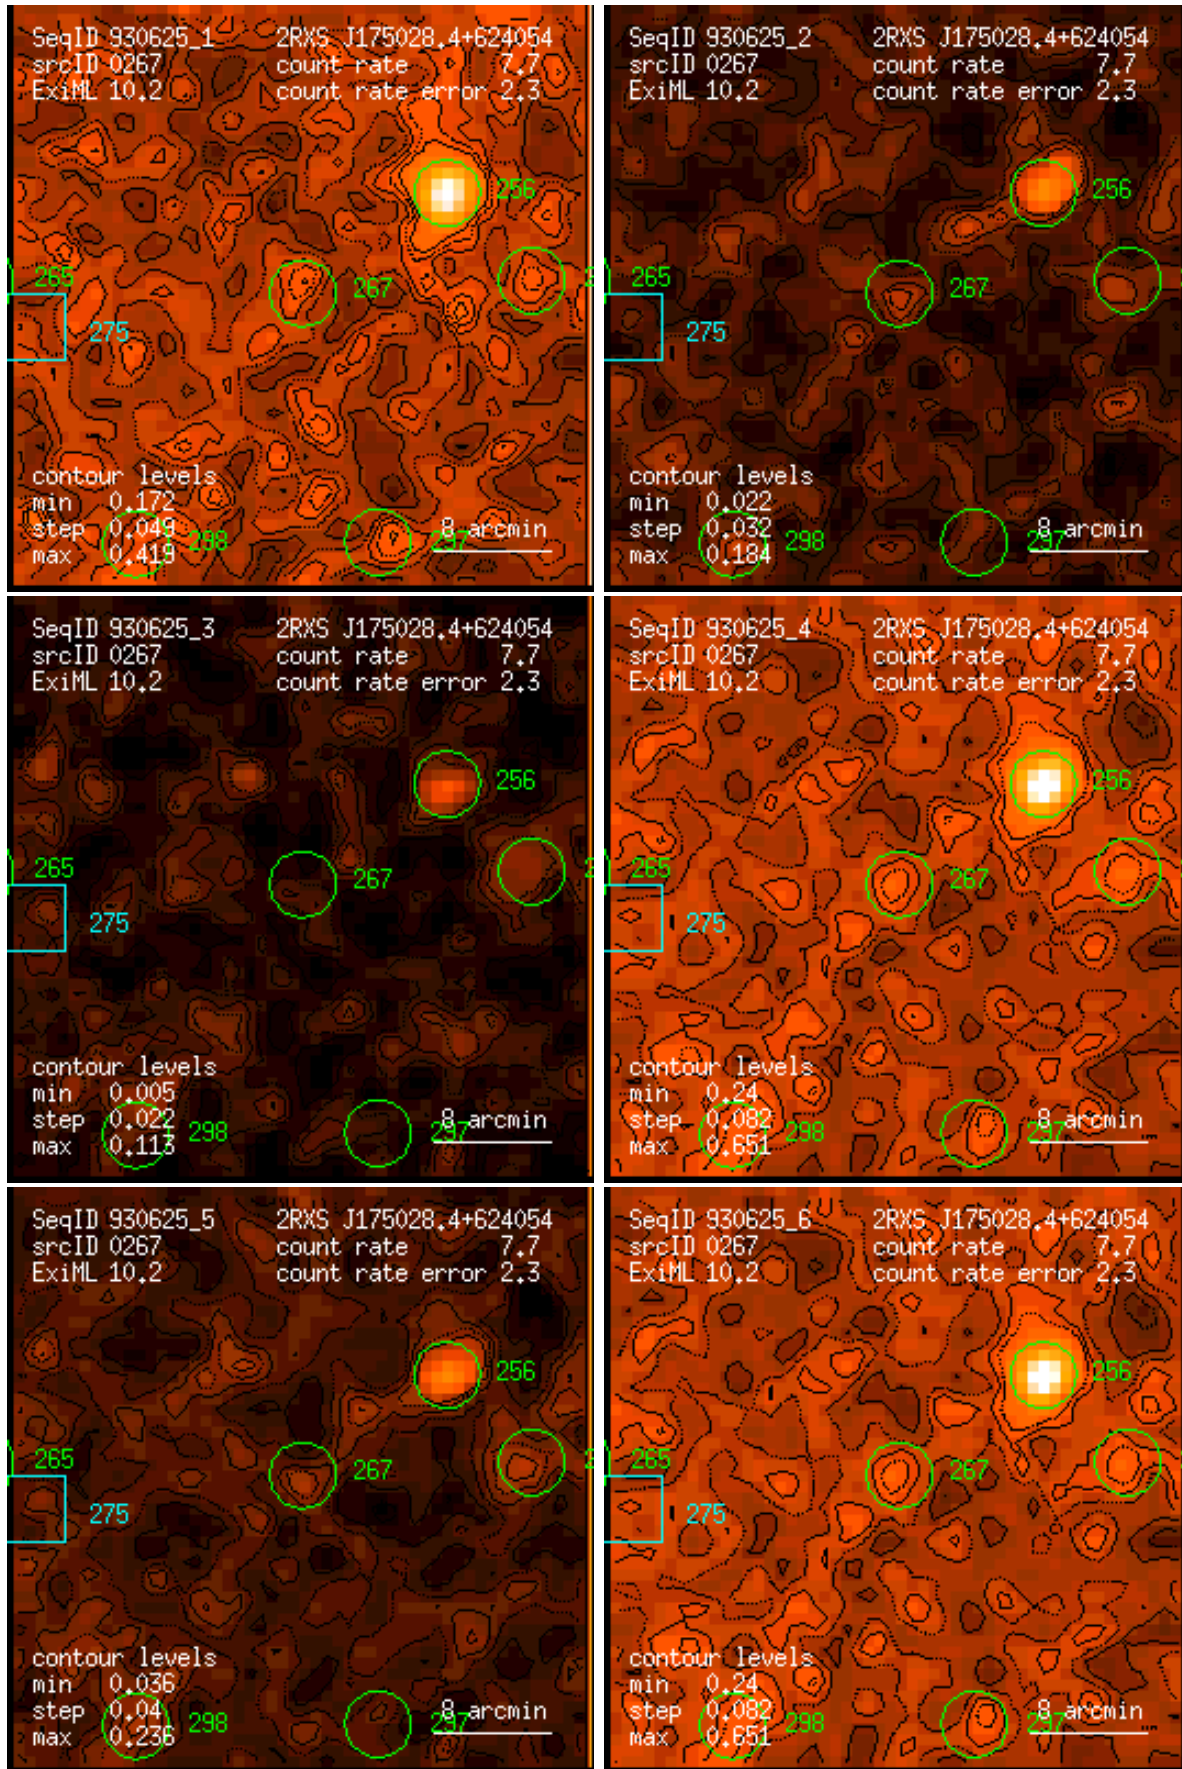 SeqID 930625_1 2RXS J175028.4+624054
srcID 0267 count rate 7.7
ExiML 10.2 count rate error 2.3
256
265
267
275
contour levels
min 0.172
step 0.049
max 0.419
298
297
8 arcmin
SeqID 930625_2 2RXS J175028.4+624054
srcID 0267 count rate 7.7
ExiML 10.2 count rate error 2.3
256
265
267
275
contour levels
min 0.022
step 0.032
max 0.184
298
297
8 arcmin
SeqID 930625_3 2RXS J175028.4+624054
srcID 0267 count rate 7.7
ExiML 10.2 count rate error 2.3
256
265
267
275
contour levels
min 0.005
step 0.022
max 0.113
298
297
8 arcmin
SeqID 930625_4 2RXS J175028.4+624054
srcID 0267 count rate 7.7
ExiML 10.2 count rate error 2.3
256
265
267
275
contour levels
min 0.24
step 0.082
max 0.651
298
297
8 arcmin
SeqID 930625_5 2RXS J175028.4+624054
srcID 0267 count rate 7.7
ExiML 10.2 count rate error 2.3
256
265
267
275
contour levels
min 0.036
step 0.04
max 0.236
298
297
8 arcmin
SeqID 930625_6 2RXS J175028.4+624054
srcID 0267 count rate 7.7
ExiML 10.2 count rate error 2.3
256
265
267
275
contour levels
min 0.24
step 0.082
max 0.651
298
297
8 arcmin